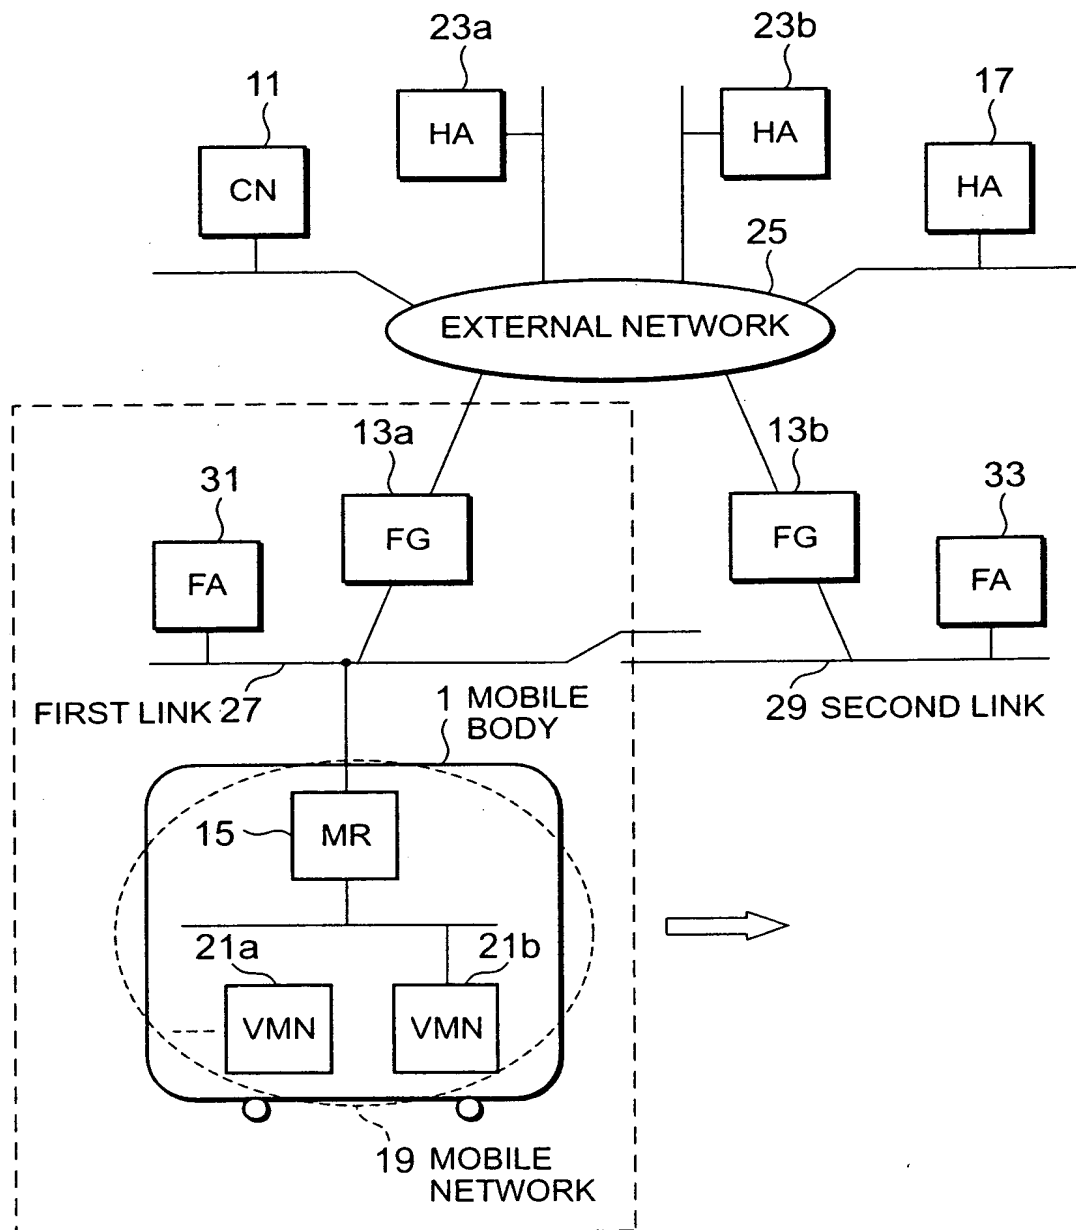 23a
23b
11
17
HA
HA
CN
HA
25
EXTERNAL NETWORK
13a
13b
31
33
FG
FG
FA
FA
FIRST LINK 27
1 MOBILE
BODY
29 SECOND LINK
15
MR
21a
21b
VMN
VMN
19 MOBILE
NETWORK